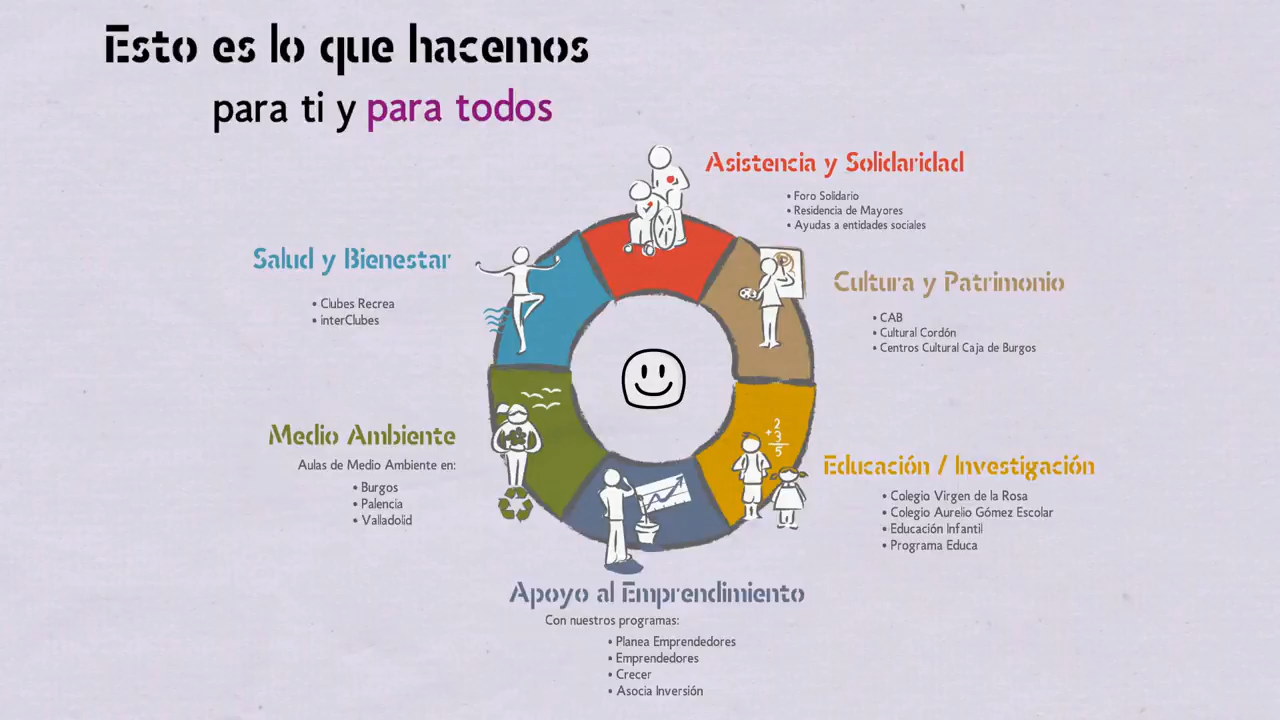 Esto es lo que hacemos
para ti y para todos
Asistencia y Solidaridad
• Foro Solidario
• Residencia de Mayores
• Ayudas a entidades sociales
Salud y Bienestar
• Clubes Recrea
• interClubes
Cultura y Patrimonio
• CAB
• Cultural Cordón
• Centros Cultural Caja de Burgos
Medio Ambiente
Aulas de Medio Ambiente en:
• Burgos
• Palencia
• Valladolid
2
+3
5
Educación / Investigación
• Colegio Virgen de la Rosa
• Colegio Aurelio Gómez Escolar
• Educación Infantil
• Programa Educa
Apoyo al Emprendimiento
Con nuestros programas:
• Planea Emprendedores
• Emprendedores
• Crecer
• Asocia Inversión